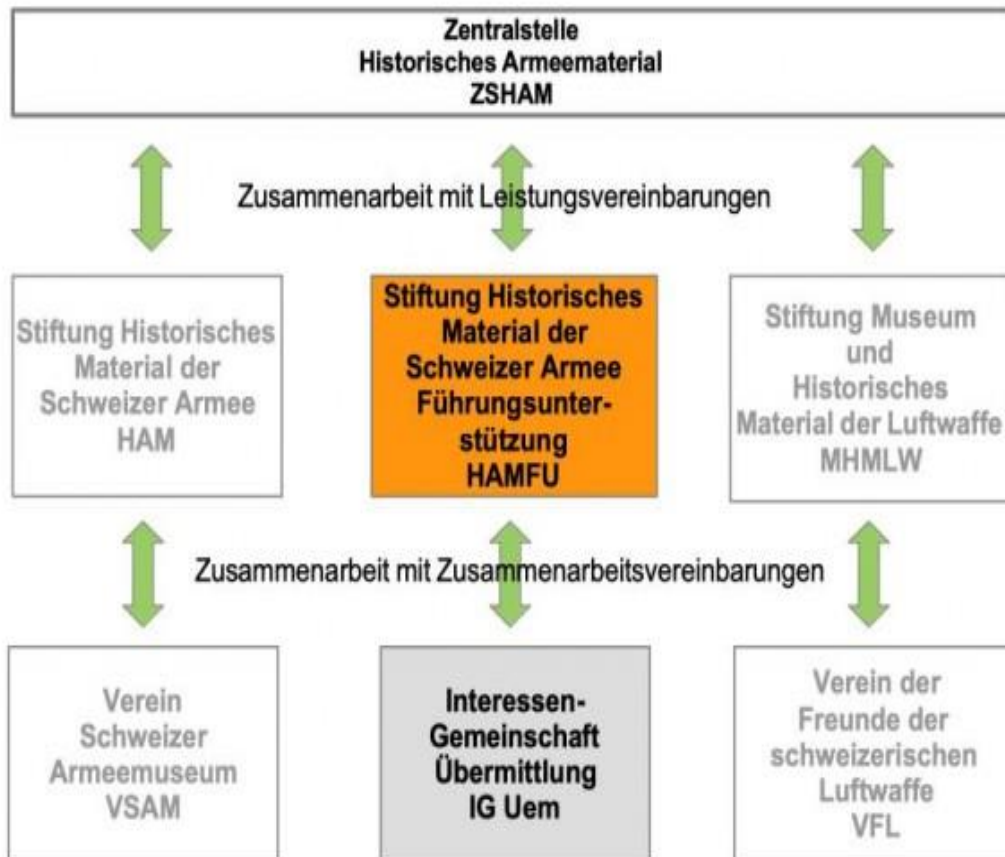 Zentralstelle
Historisches Armeematerial
ZSHAM
Zusammenarbeit mit Leistungsvereinbarungen
Stiftung Historisches
Material der
Schweizer Armee
HAM
Stiftung Historisches
Material der
Schweizer Armee
Führungsunter-
stützung
HAMFU
Stiftung Museum
und
Historisches
Material der Luftwaffe
MHMLW
Zusammenarbeit mit Zusammenarbeitsvereinbarungen
Verein
Schweizer
Armeemuseum
VSAM
Interessen-
Gemeinschaft
Übermittlung
IG Uem
Verein der
Freunde der
schweizerischen
Luftwaffe
VFL